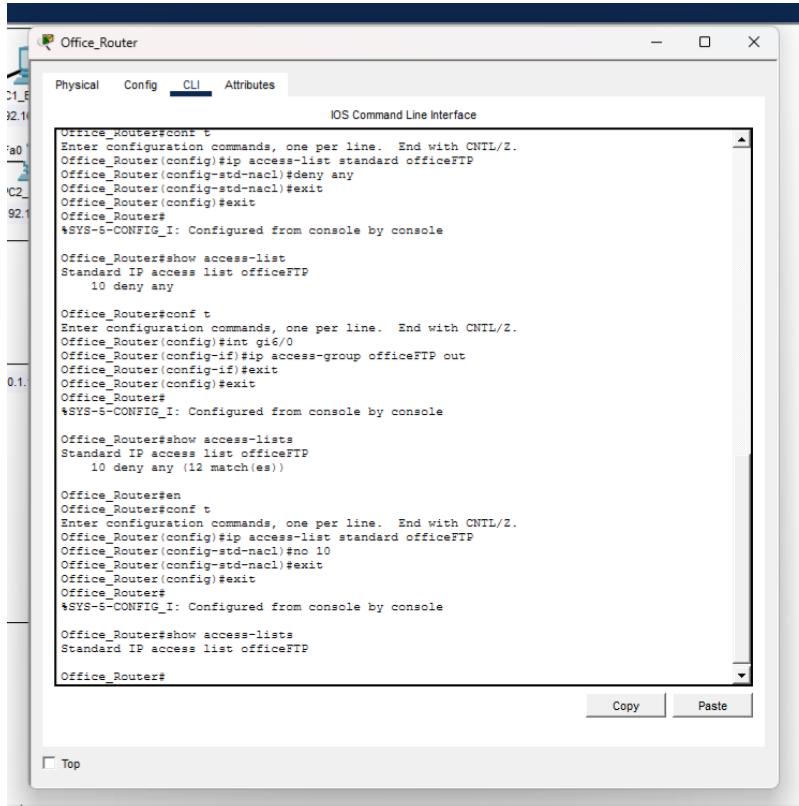 Office_Router
Physical Config CLI Attributes
IOS Command Line Interface
Office_Router#conf t
Enter configuration commands, one per line.  End with CNTL/Z.
Office_Router(config)#ip access-list standard officeFTP
Office_Router(config-std-nacl)#deny any
Office_Router(config-std-nacl)#exit
Office_Router(config)#exit
Office_Router#
%SYS-5-CONFIG_I: Configured from console by console
Office_Router#show access-list
Standard IP access list officeFTP
10 deny any
Office_Router#conf t
Enter configuration commands, one per line.  End with CNTL/Z.
Office_Router(config)#int gi6/0
Office_Router(config-if)#ip access-group officeFTP out
Office_Router(config-if)#exit
Office_Router(config)#exit
Office_Router#
%SYS-5-CONFIG_I: Configured from console by console
Office_Router#show access-lists
Standard IP access list officeFTP
10 deny any (12 match(es))
Office_Router#en
Office_Router#conf t
Enter configuration commands, one per line.  End with CNTL/Z.
Office_Router(config)#ip access-list standard officeFTP
Office_Router(config-std-nacl)#no 10
Office_Router(config-std-nacl)#exit
Office_Router(config)#exit
Office_Router#
%SYS-5-CONFIG_I: Configured from console by console
Office_Router#show access-lists
Standard IP access list officeFTP
Office_Router#
Copy Paste
Top